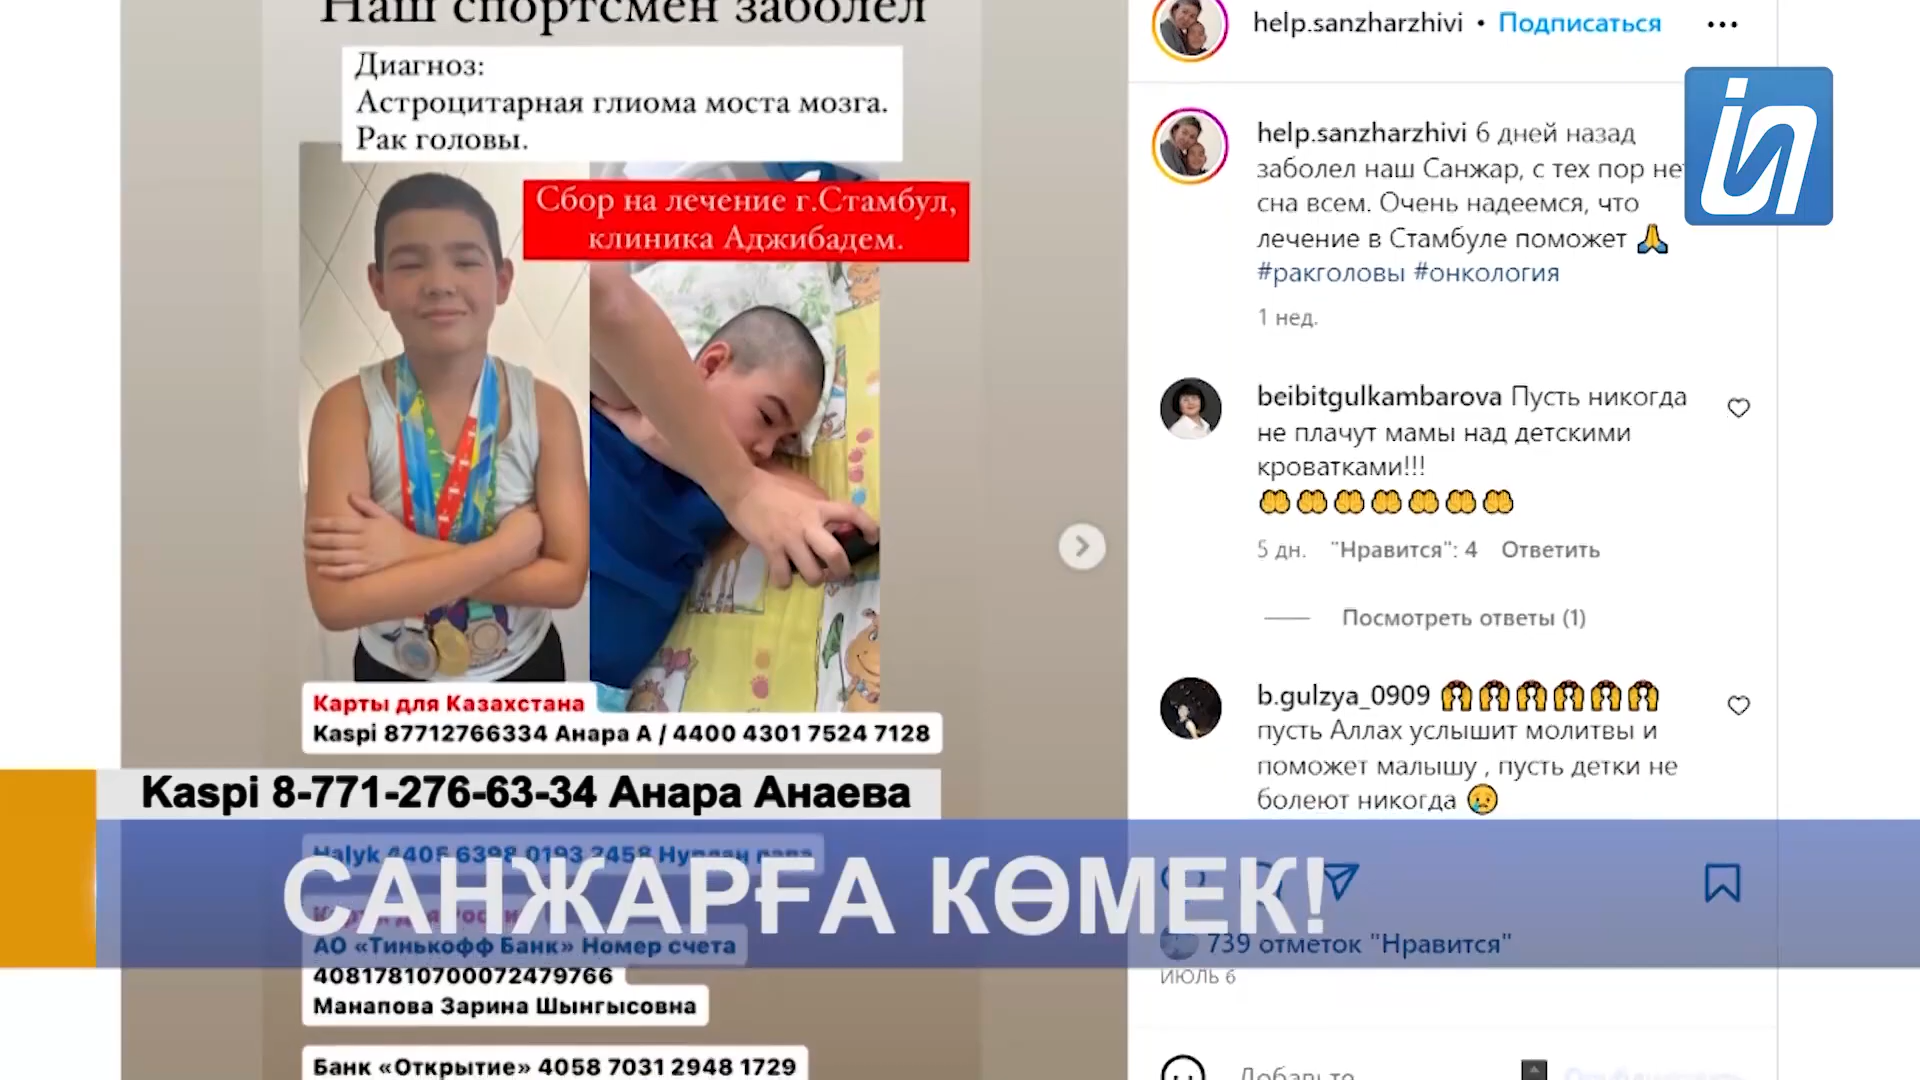 Наш спортсмен заболел
Диагноз:
Астроцитарная глиома моста мозга.
Рак головы.
Сбор на лечение г.Стамбул,
клиника Аджибадем.
Карты для Казахстана
Kaspi 87712766334 Анара А / 4400 4301 7524 7128
Kaspi 8-771-276-63-34 Анара Анаева
Halyk 4405 6398 0193 2458 Нурлан папа
САНЖАРҒА КӨМЕК!
АО «Тинькофф Банк» Номер счета
40817810700072479766
Манапова Зарина Шынгысовна
Банк «Открытие» 4058 7031 2948 1729
help.sanzharzhivi • Подписаться
in
help.sanzharzhivi 6 дней назад
заболел наш Санжар, с тех пор нет
сна всем. Очень надеемся, что
лечение в Стамбуле поможет 🙏
#ракголовы #онкология
1 нед.
beibitgulkambarova Пусть никогда
не плачут мамы над детскими
кроватками!!!
🤲🤲🤲🤲🤲🤲🤲
5 дн. "Нравится": 4 Ответить
Посмотреть ответы (1)
b.gulzya_0909 🙆🙆🙆🙆🙆🙆
пусть Аллах услышит молитвы и
поможет малышу , пусть детки не
болеют никогда 😢
739 отметок "Нравится"
ИЮЛЬ 6
Добавьте